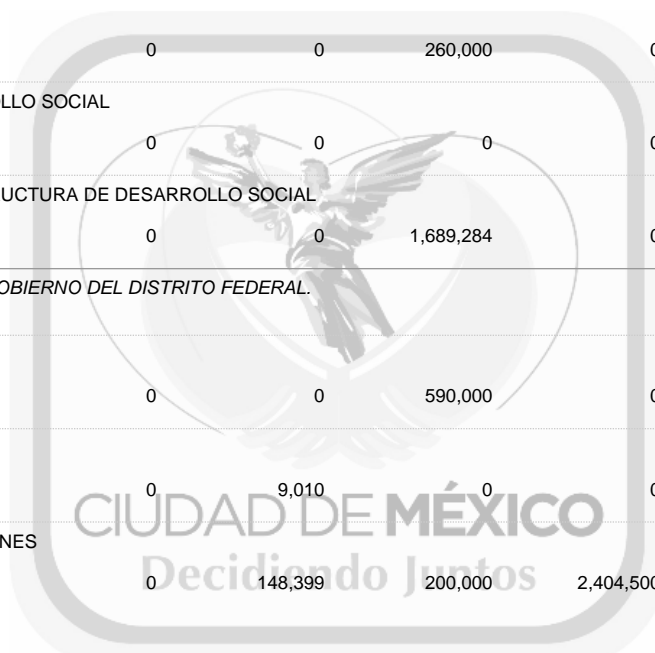 0 0 260,000 0
LLO SOCIAL
0 0 0 0
UCTURA DE DESARROLLO SOCIAL
0 0 1,689,284 0
OBIERNO DEL DISTRITO FEDERAL.
0 0 590,000 0
0 9,010 0 0
CIUDAD DE MÉXICO
NES
0 148,399 200,000 2,404,500
Decidiendo Juntos